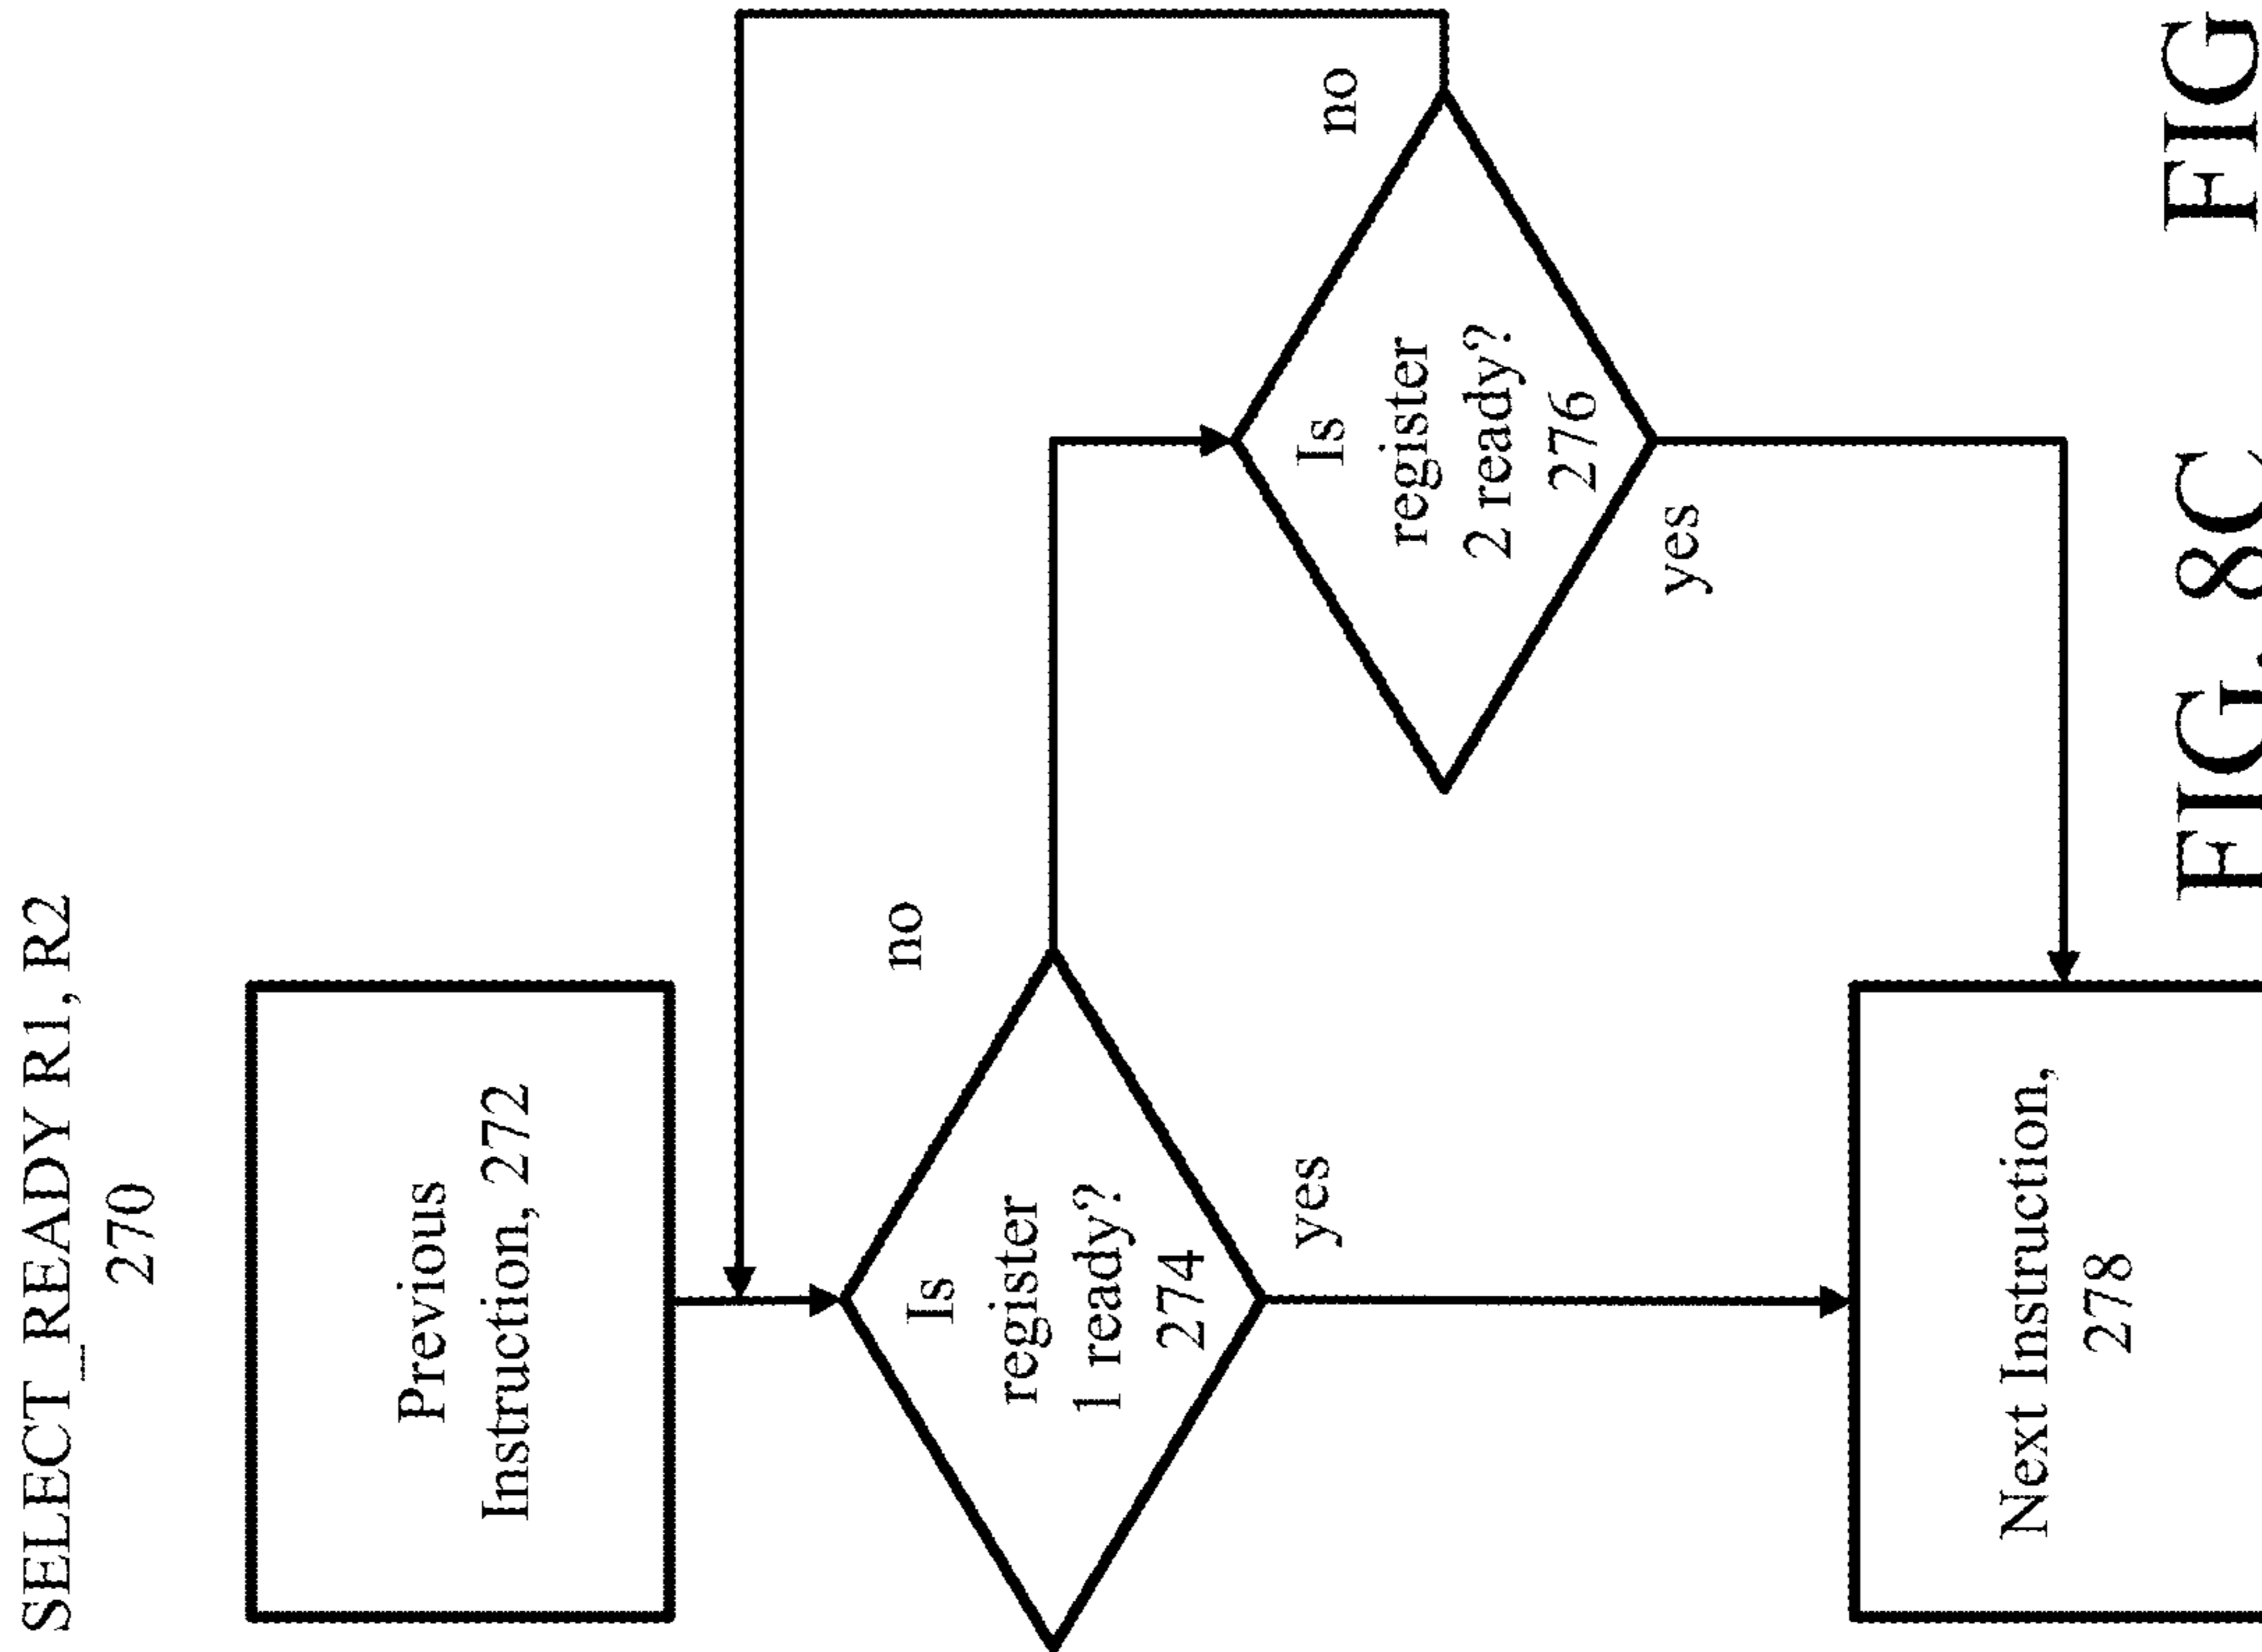 SELECT_READY R1, R2
270
Previous
Instruction, 272
Is
register
1 ready?
274
no
yes
Is
register
2 ready?
276
no
yes
Next Instruction,
278
FIG. 8C
FIG